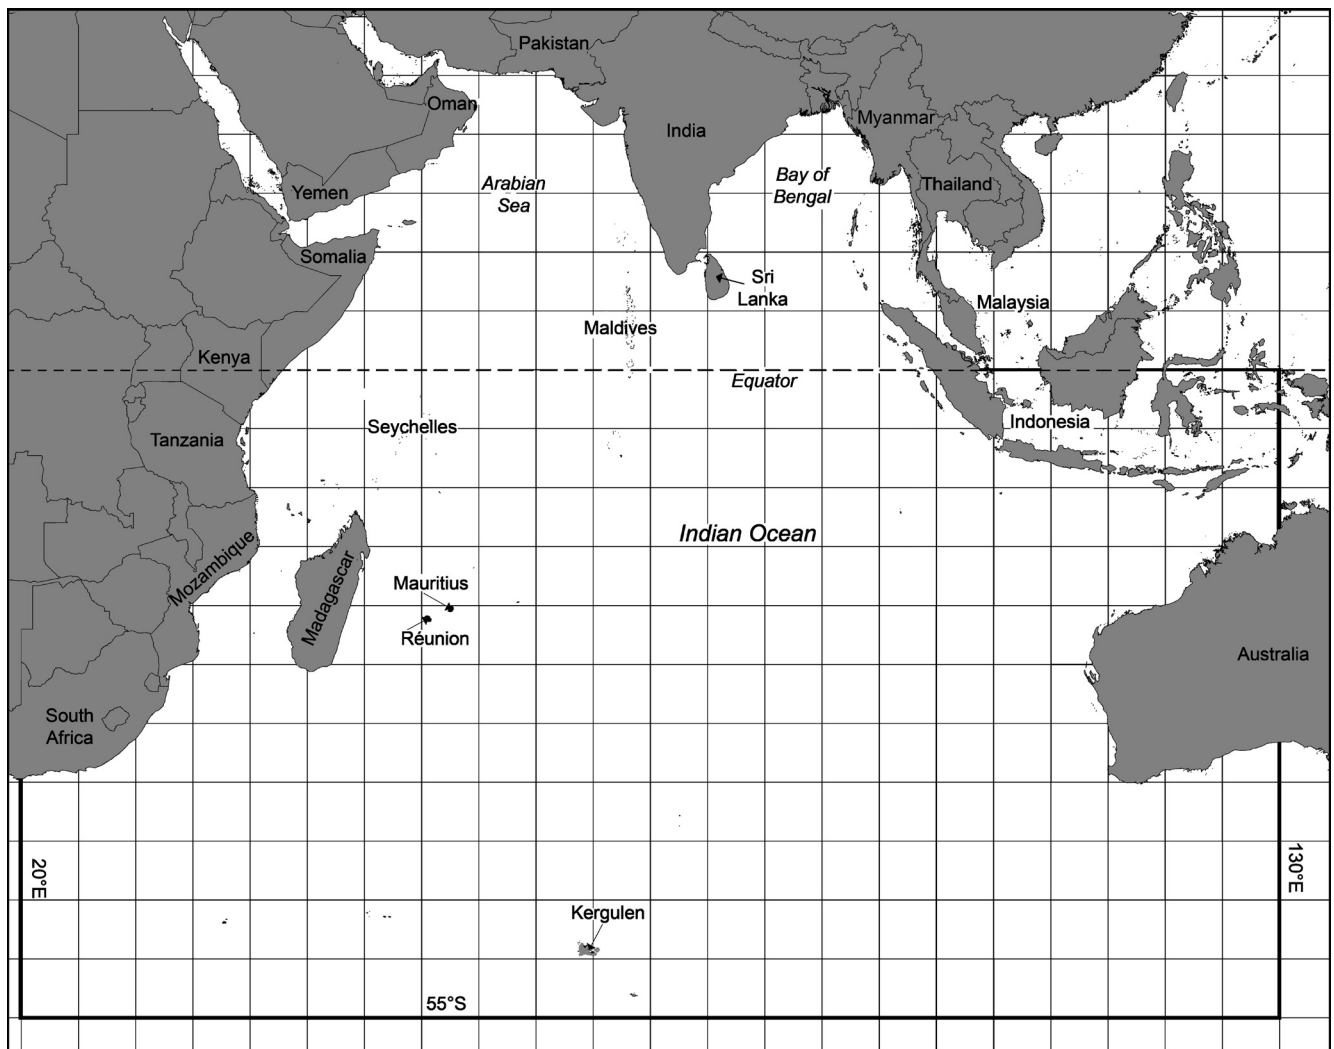 Pakistan
Oman
India
Myanmar
Yemen
Arabian
Sea
Bay of
Bengal
Thailand
Somalia
Sri
Lanka
Malaysia
Maldives
Kenya
Equator
Seychelles
Indonesia
Tanzania
Indian Ocean
Mozambique
Madagascar
Mauritius
Réunion
Australia
South
Africa
20°E
130°E
Kergulen
55°S